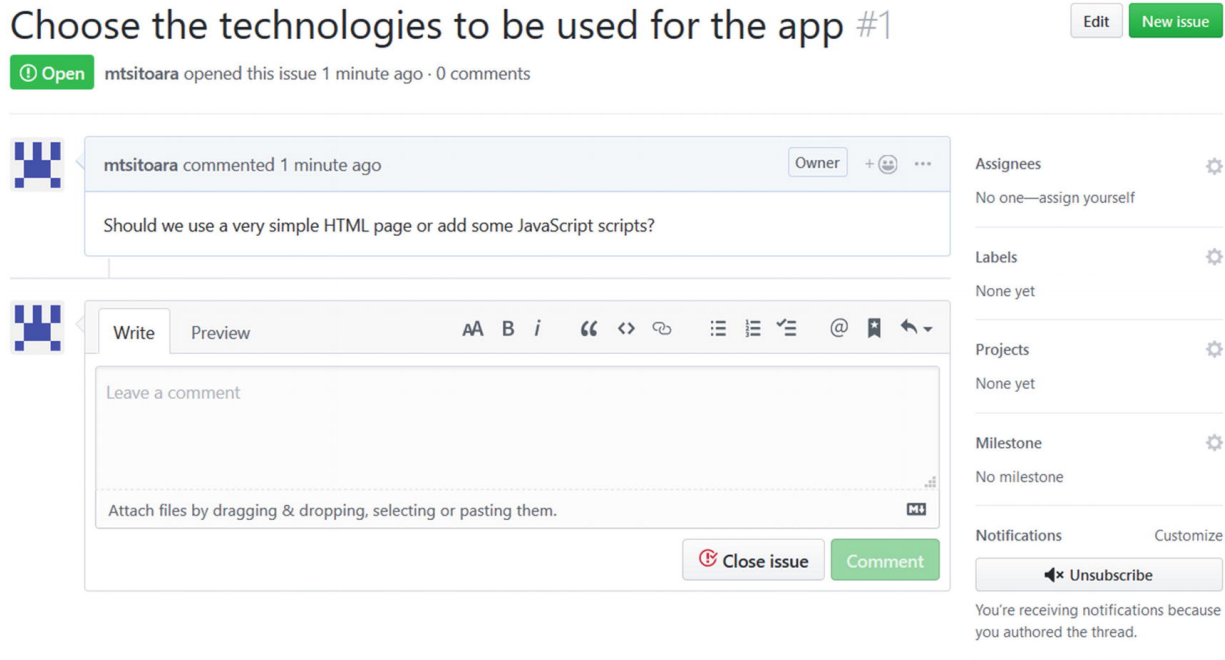 Choose the technologies to be used for the app #1
Edit
New issue
Open
mtsitoara opened this issue 1 minute ago · 0 comments
mtsitoara commented 1 minute ago
Owner
Should we use a very simple HTML page or add some JavaScript scripts?
Write
Preview
Leave a comment
Attach files by dragging & dropping, selecting or pasting them.
Close issue
Comment
Assignees
No one—assign yourself
Labels
None yet
Projects
None yet
Milestone
No milestone
Notifications
Customize
Unsubscribe
You're receiving notifications because
you authored the thread.